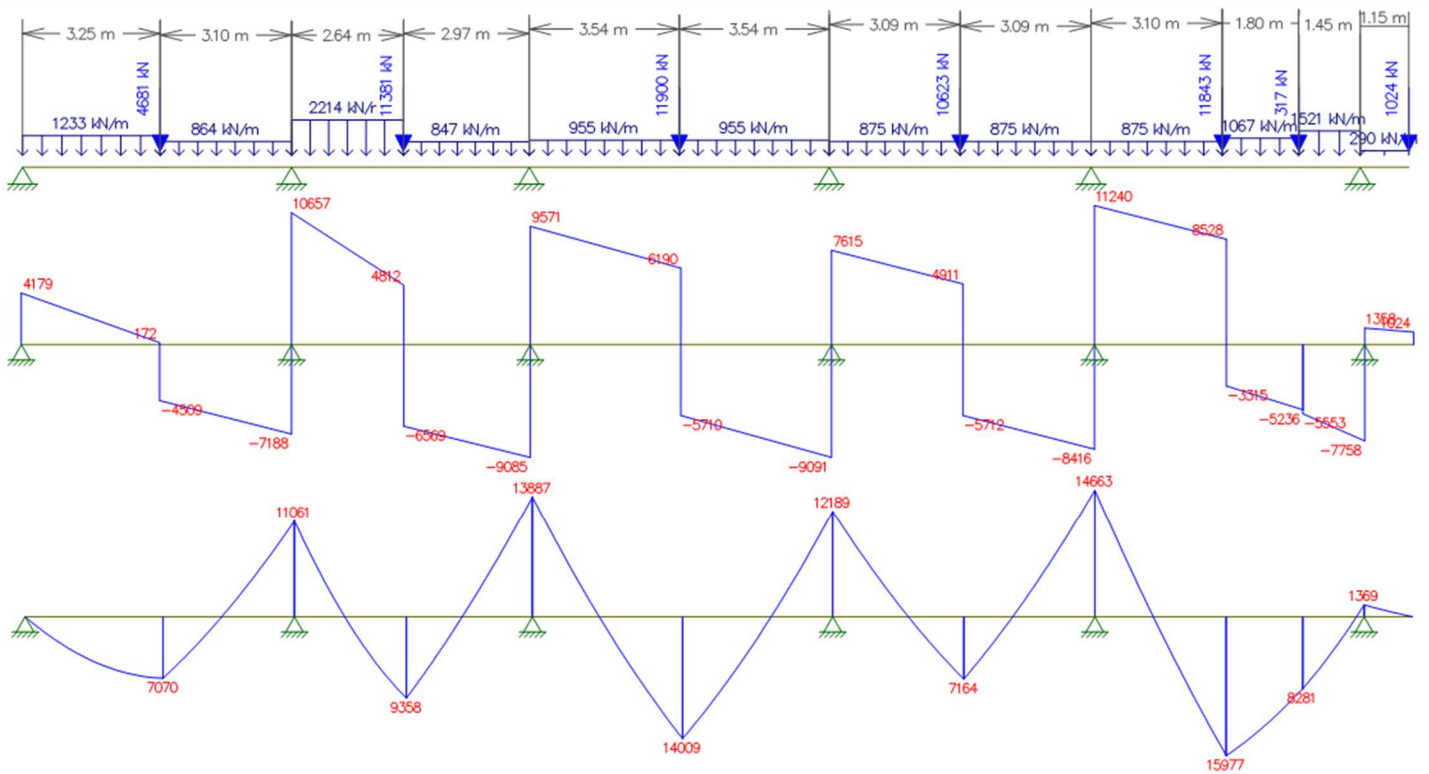 3.25 m 3.10 m 2.64 m 2.97 m 3.54 m 3.54 m 3.09 m 3.09 m 3.10 m 1.80 m 1.45 m 1.15 m
4681 kN 11381 kN 11900 kN 10623 kN 11843 kN 317 kN 1024 kN
1233 kN/m 864 kN/m 2214 kN/m 847 kN/m 955 kN/m 955 kN/m 875 kN/m 875 kN/m 875 kN/m 1067 kN/m 1521 kN/m 290 kN/m
10657 11240
9571 8528
4179 4812 6190 7615 4911
172 1358 1024
-4509 -6569 -5710 -5712 -3315 -5236 -5553
-7188 -9085 -9091 -8416 -7758
11061 13887 12189 14663 1369
7070 9358 14009 7164 15977 8281